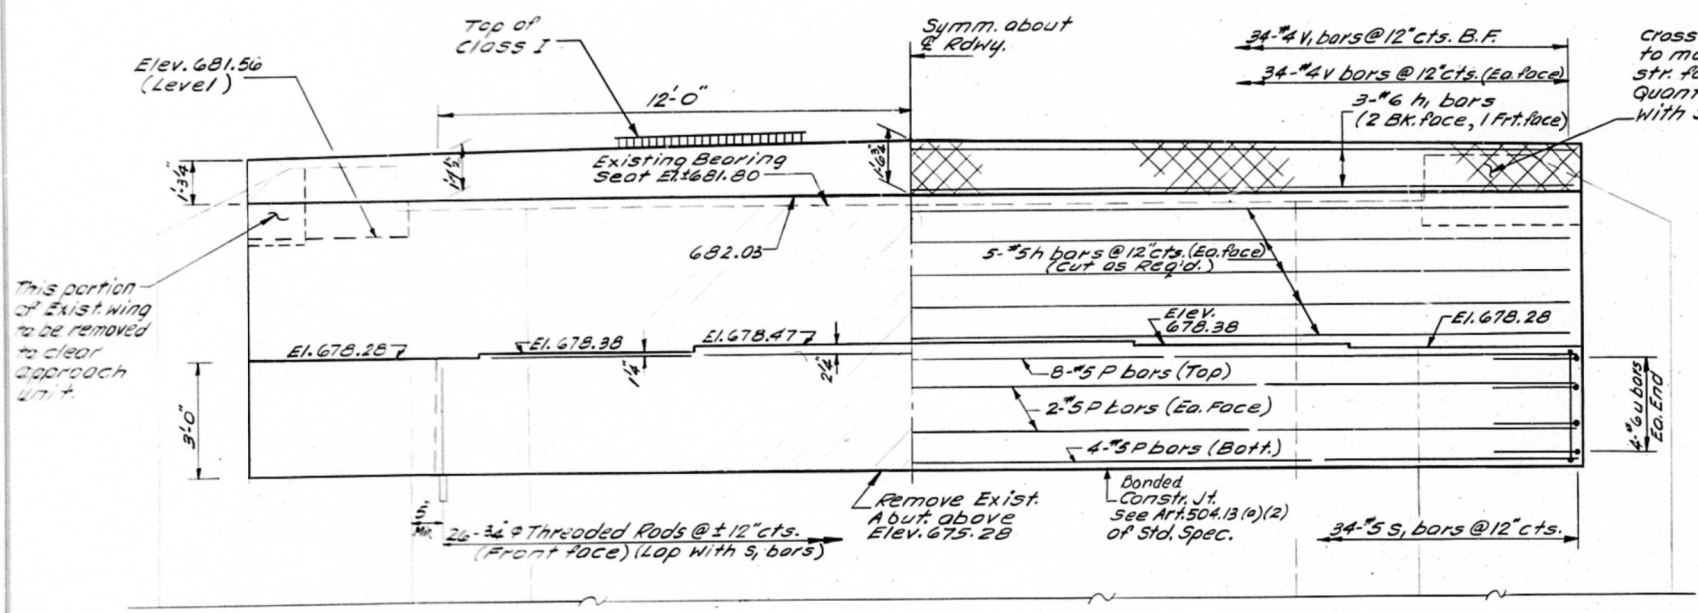 Top of
Class I
Symm. about
℄ Rdwy.
34-#4 V₁ bars @ 12" cts. B.F.
34-#4 V bars @ 12" cts. (Ea. face)
3-#6 h₁ bars
(2 Bk. face, 1 Frt. face)
Cross
to
str.
Quant
with
Elev. 681.56
(Level)
12'-0"
1'-3¼"
1'-6¾"
Existing Bearing
Seat El.±681.80
682.03
5-#5 h bars @ 12" cts. (Ea. face)
(Cut as Req'd.)
This portion
of Exist. wing
to be removed
to clear
approach
unit.
El. 678.28
El. 678.38
El. 678.47
Elev.
678.38
El. 678.28
1¼"
2¼"
3'-0"
8-#5 P bars (Top)
2-#5 P bars (Ea. Face)
4-#5 P bars (Bott.)
4-#6 u bars
Ea. End
Min.
26-¾" φ Threaded Rods @ ± 12" cts.
(Front face) (Lap with S₁ bars)
Remove Exist.
Abut. above
Elev. 675.28
Bonded
Constr. Jt.
See Art. 504.13 (a)(2)
of Std. Spec.
34-#5 S₁ bars @ 12" cts.